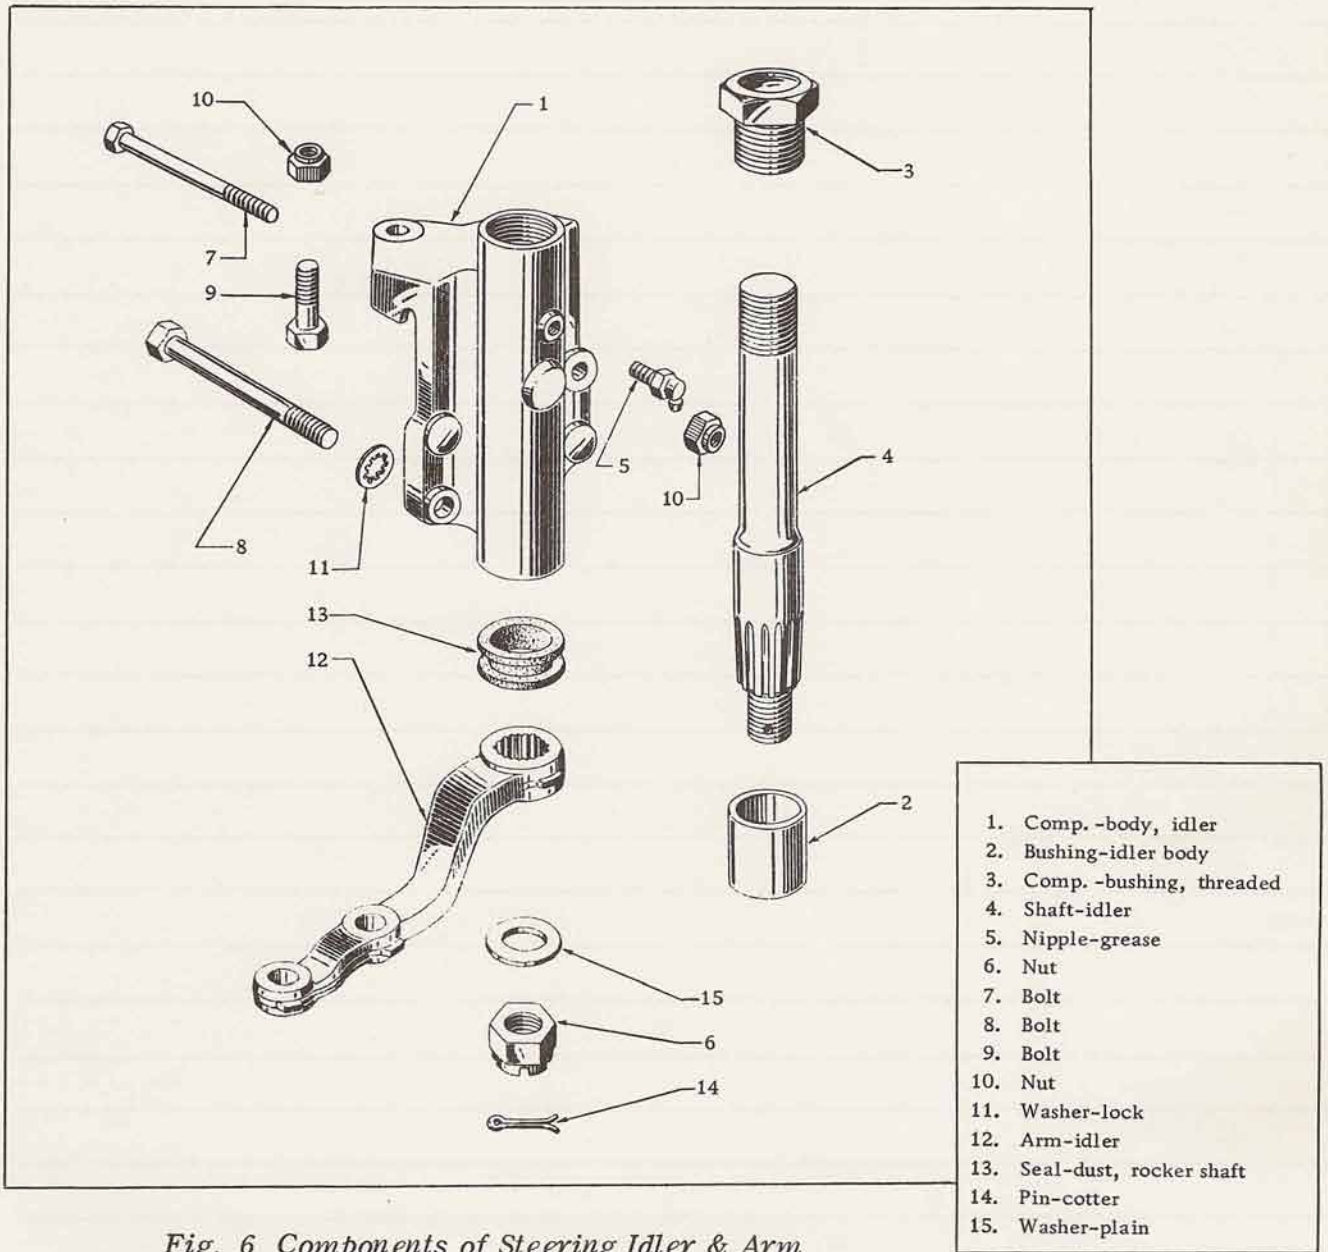 10
1
3
7
9
5
4
10
8
11
13
12
2
15
6
14
1. Comp.-body, idler
2. Bushing-idler body
3. Comp.-bushing, threaded
4. Shaft-idler
5. Nipple-grease
6. Nut
7. Bolt
8. Bolt
9. Bolt
10. Nut
11. Washer-lock
12. Arm-idler
13. Seal-dust, rocker shaft
14. Pin-cotter
15. Washer-plain
Fig. 6 Components of Steering Idler & Arm